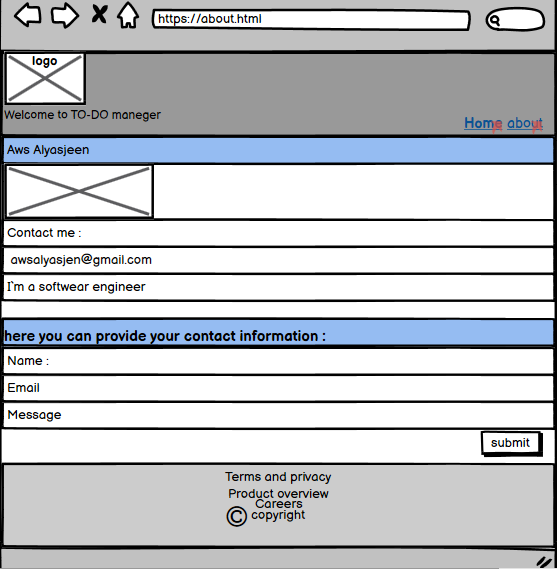 https://about.html
logo
Welcome to TO-DO maneger
Home about
Aws Alyasjeen
Contact me :
awsalyasjen@gmail.com
I'm a softwear engineer
here you can provide your contact information :
Name :
Email
Message
submit
Terms and privacy
Product overview
Careers
© copyright